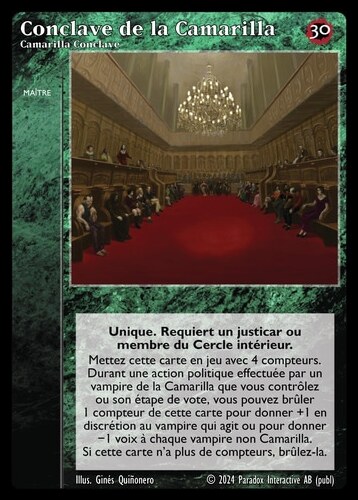 Conclave de la Camarilla
30
Camarilla Conclave
MAÎTRE
Unique. Requiert un justicar ou
membre du Cercle intérieur.
Mettez cette carte en jeu avec 4 compteurs.
Durant une action politique effectuée par un
vampire de la Camarilla que vous contrôlez
ou son étape de vote, vous pouvez brûler
1 compteur de cette carte pour donner +1 en
discrétion au vampire qui agit ou pour donner
−1 voix à chaque vampire non Camarilla.
Si cette carte n'a plus de compteurs, brûlez-la.
Illus. Ginés Quiñonero
© 2024 Paradox Interactive AB (publ)